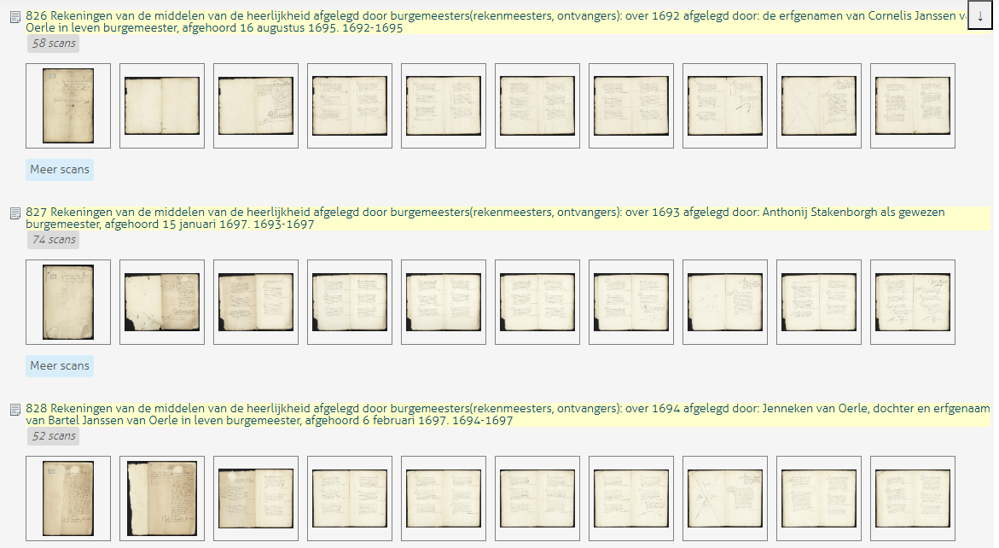 826 Rekeningen van de middelen van de heerlijkheid afgelegd door burgemeesters(rekenmeesters, ontvangers): over 1692 afgelegd door: de erfgenamen van Cornelis Janssen
Oerle in leven burgemeester, afgehoord 16 augustus 1695. 1692-1695
58 scans
Meer scans
827 Rekeningen van de middelen van de heerlijkheid afgelegd door burgemeesters(rekenmeesters, ontvangers): over 1693 afgelegd door: Anthonij Stakenborgh als gewezen
burgemeester, afgehoord 15 januari 1697. 1693-1697
74 scans
Meer scans
828 Rekeningen van de middelen van de heerlijkheid afgelegd door burgemeesters(rekenmeesters, ontvangers): over 1694 afgelegd door: Jenneken van Oerle, dochter en erfgenaam
van Bartel Janssen van Oerle in leven burgemeester, afgehoord 6 februari 1697. 1694-1697
52 scans